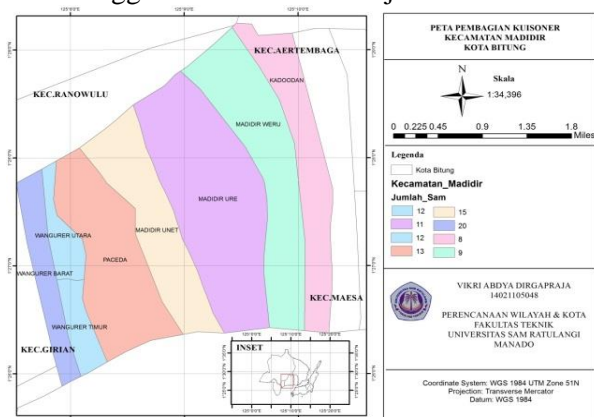 KEC.AERTEMBAGA
KADOODAN
KEC.RANOWULU
MADIDIR WERU
MADIDIR URE
WANGURER UTARA
MADIDIR UNET
PACEDA
WANGURER BARAT
KEC.MAESA
WANGURER TIMUR
KEC.GIRIAN
INSET
PETA PEMBAGIAN KUISONER
KECAMATAN MADIDIR
KOTA BITUNG
N
Skala
1:34,396
0 0.225 0.45 0.9 1.35 1.8
Miles
Legenda
Kota Bitung
Kecamatan_Madidir
Jumlah_Sam
12 15
11 20
12 8
13 9
VIKRI ABDYA DIRGAPRAJA
14021105048
PERENCANAAN WILAYAH & KOTA
FAKULTAS TEKNIK
UNIVERSITAS SAM RATULANGI
MANADO
Coordinate System: WGS 1984 UTM Zone 51N
Projection: Transverse Mercator
Datum: WGS 1984